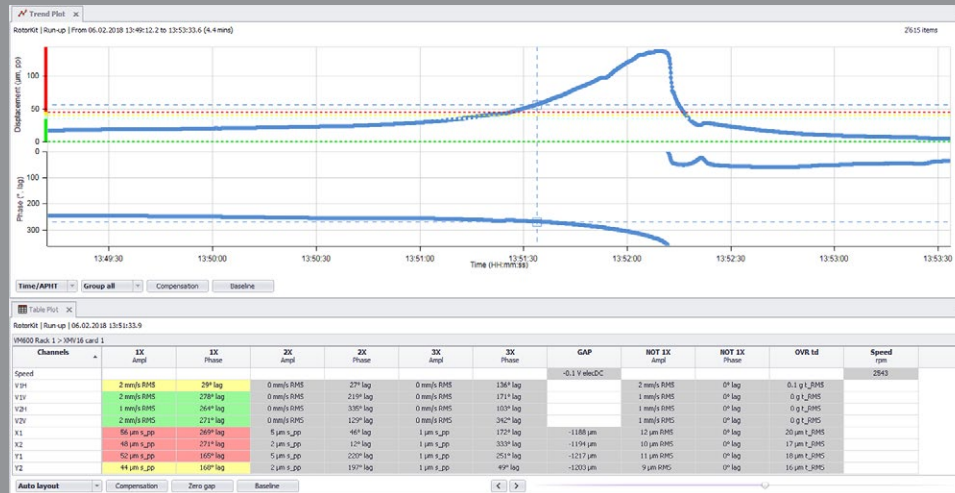 Trend Plot
RotorKit | Run-up | From 06.02.2018 13:49:12.2 to 13:53:33.6 (4.4 mins) 2615 items
Displacement (µm, pp)
100
50
0
Phase (°, lag)
0
100
200
300
13:49:30 13:50:00 13:50:30 13:51:00 13:51:30 13:52:00 13:52:30 13:53:00 13:53:30
Time (HH:mm:ss)
Time/APHT Group all Compensation Baseline
Table Plot
RotorKit | Run-up | 06.02.2018 13:51:33.9
VM600 Rack 1 > XMV16 card 1
Channels 1X 1X 2X 2X 3X 3X GAP NOT 1X NOT 1X OVR td Speed
Ampl Phase Ampl Phase Ampl Phase Ampl Phase rpm
Speed -0.1 V elecDC 2543
V1H 2 mm/s RMS 29° lag 0 mm/s RMS 27° lag 0 mm/s RMS 136° lag 2 mm/s RMS 0° lag 0.1 g t_RMS
V1V 2 mm/s RMS 278° lag 0 mm/s RMS 219° lag 0 mm/s RMS 171° lag 1 mm/s RMS 0° lag 0 g t_RMS
V2H 1 mm/s RMS 264° lag 0 mm/s RMS 335° lag 0 mm/s RMS 103° lag 1 mm/s RMS 0° lag 0 g t_RMS
V2V 2 mm/s RMS 271° lag 0 mm/s RMS 129° lag 0 mm/s RMS 342° lag 1 mm/s RMS 0° lag 0 g t_RMS
X1 56 µm s_pp 269° lag 5 µm s_pp 46° lag 1 µm s_pp 172° lag -1188 µm 12 µm RMS 0° lag 20 µm t_RMS
X2 48 µm s_pp 271° lag 2 µm s_pp 12° lag 1 µm s_pp 333° lag -1194 µm 10 µm RMS 0° lag 17 µm t_RMS
Y1 52 µm s_pp 165° lag 5 µm s_pp 220° lag 1 µm s_pp 251° lag -1217 µm 11 µm RMS 0° lag 18 µm t_RMS
Y2 44 µm s_pp 168° lag 2 µm s_pp 197° lag 1 µm s_pp 49° lag -1203 µm 9 µm RMS 0° lag 16 µm t_RMS
Auto layout Compensation Zero gap Baseline